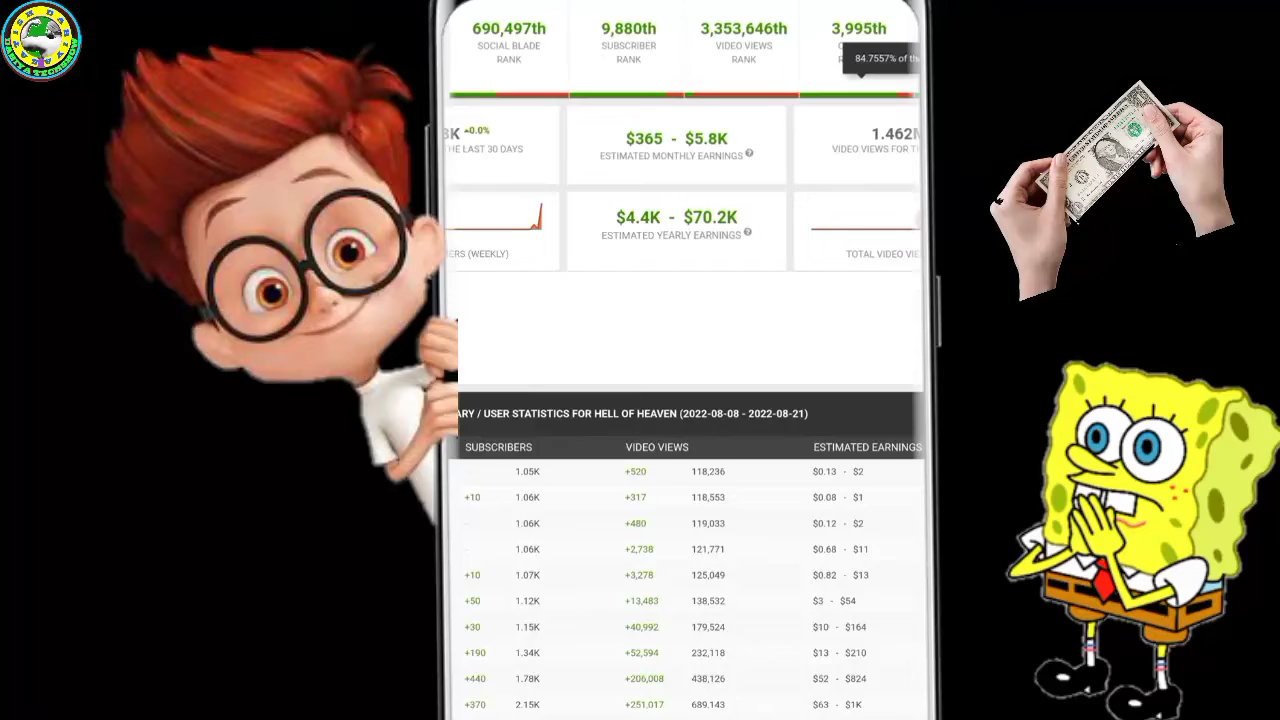 690,497th 9,880th 3,353,646th 3,995th
SOCIAL BLADE SUBSCRIBER VIDEO VIEWS
RANK RANK RANK
84.7557% of
0.0% $365 - $5.8K 1.462
THE LAST 30 DAYS ESTIMATED MONTHLY EARNINGS VIDEO VIEWS FOR
$4.4K - $70.2K
ESTIMATED YEARLY EARNINGS
(WEEKLY) TOTAL VIDEO
/ USER STATISTICS FOR HELL OF HEAVEN (2022-08-08 - 2022-08-21)
SUBSCRIBERS VIDEO VIEWS ESTIMATED EARNINGS
1.05K +520 118,236 $0.13 - $2
+10 1.06K +317 118,553 $0.08 - $1
1.06K +480 119,033 $0.12 - $2
1.06K +2,738 121,771 $0.68 - $11
+10 1.07K +3,278 125,049 $0.82 - $13
+50 1.12K +13,483 138,532 $3 - $54
+30 1.15K +40,992 179,524 $10 - $164
+190 1.34K +52,594 232,118 $13 - $210
+440 1.78K +206,008 438,126 $52 - $824
+370 2.15K +251,017 689,143 $63 - $1K